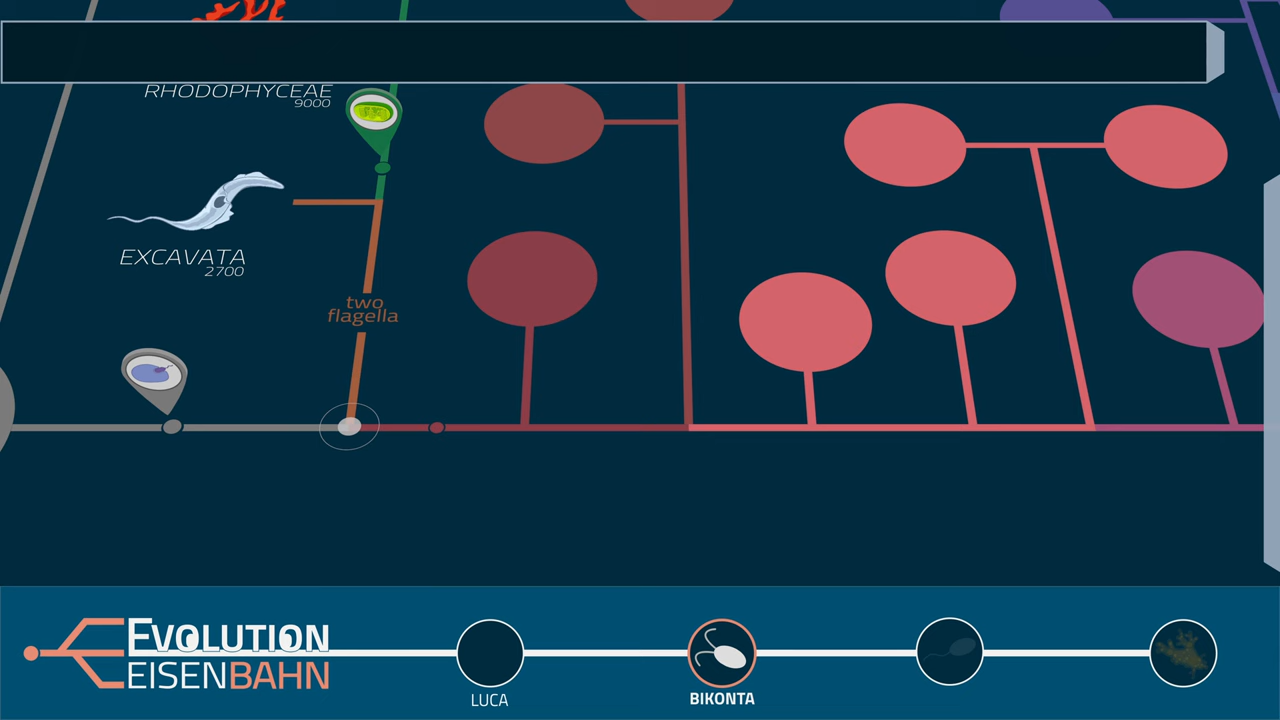 RHODOPHYCEAE
9000
EXCAVATA
2700
two
flagella
EVOLUTION
EISENBAHN
LUCA
BIKONTA